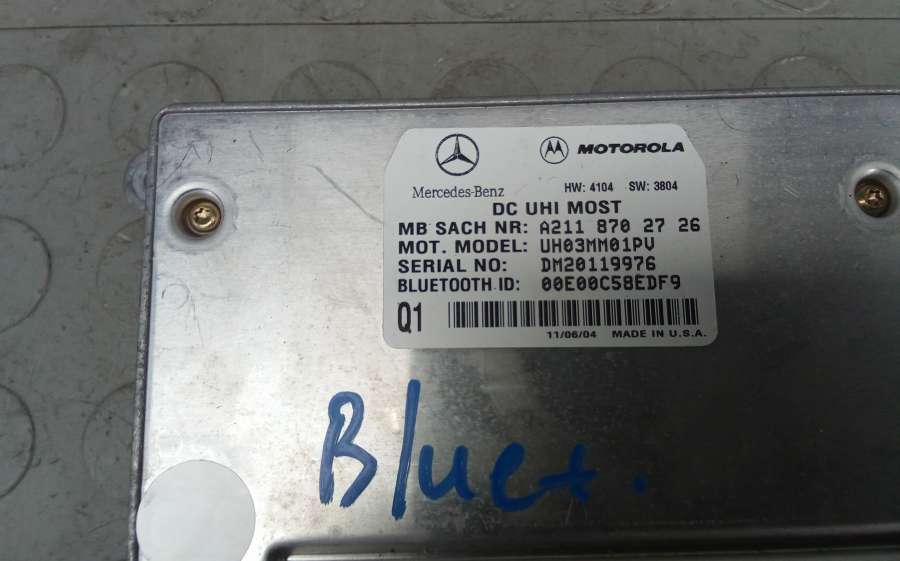 Mercedes-Benz
MOTOROLA
HW: 4104 SW: 3804
DC UHI MOST
MB SACH NR: A211 870 27 26
MOT. MODEL: UH03MM01PV
SERIAL NO: DM20119976
BLUETOOTH ID: 00E00C58EDF9
Q1
11/06/04 MADE IN U.S.A.
Bluet.